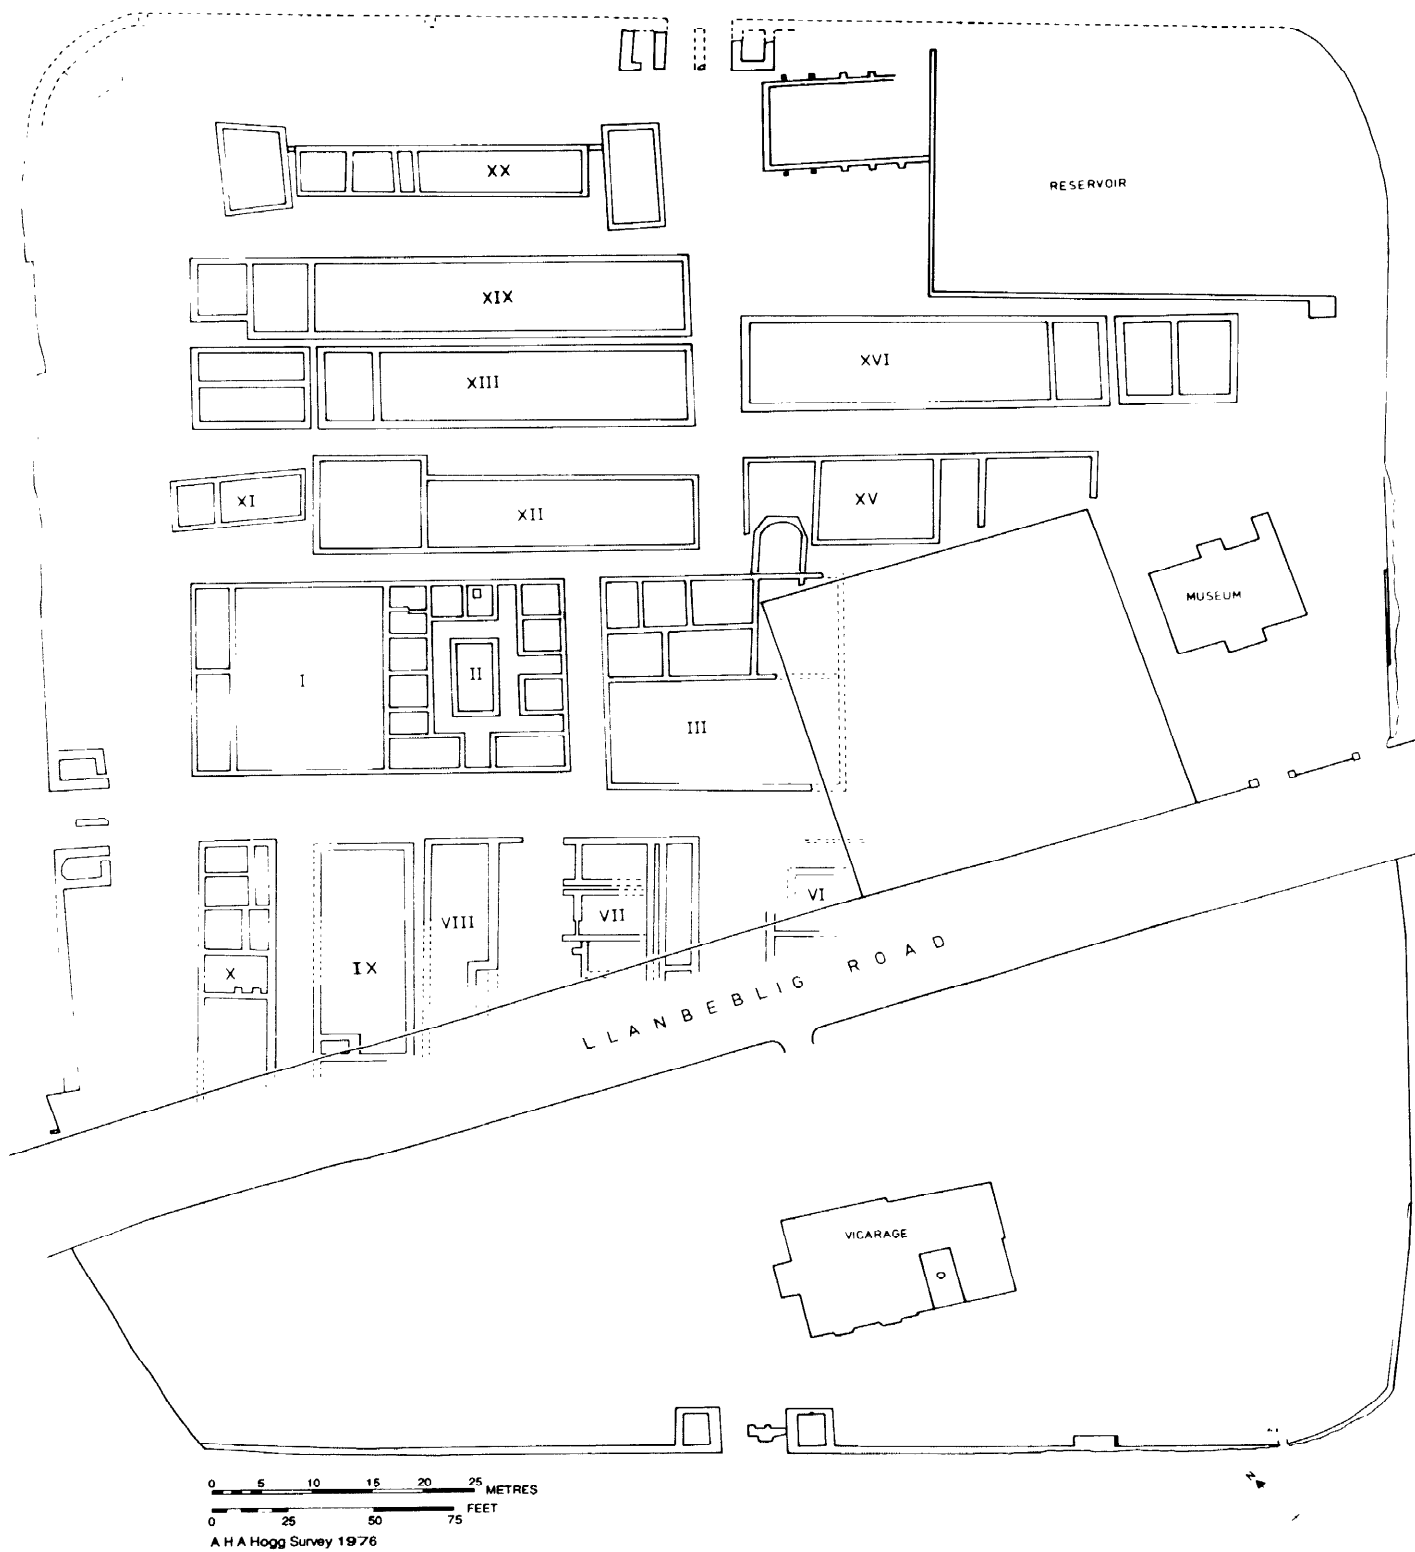 XX
RESERVOIR
XIX
XIII
XVI
XI
XII
XV
MUSEUM
I
II
III
VIII
VII
VI
X
IX
LLANBEBLIG ROAD
VICARAGE
N
0 5 10 15 20 25 METRES
FEET
0 25 50 75
A H A Hogg Survey 1976